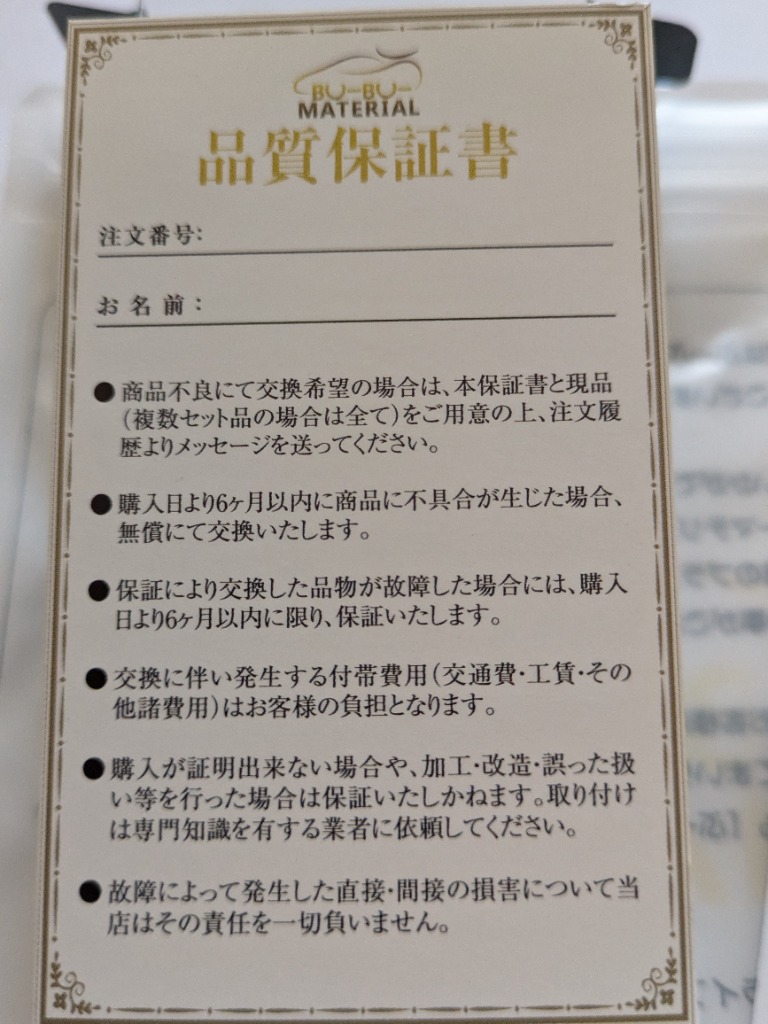 BU-BU-
MATERIAL
品質保証書
注文番号:
お名前:
●商品不良にて交換希望の場合は、本保証書と現品
(複数セット品の場合は全て)をご用意の上、注文履
歴よりメッセージを送ってください。
●購入日より6ヶ月以内に商品に不具合が生じた場合、
無償にて交換いたします。
●保証により交換した品物が故障した場合には、購入
日より6ヶ月以内に限り、保証いたします。
●交換に伴い発生する付帯費用(交通費・工賃・その
他諸費用)はお客様の負担となります。
●購入が証明出来ない場合や、加工・改造・誤った扱
い等を行った場合は保証いたしかねます。取り付け
は専門知識を有する業者に依頼してください。
●故障によって発生した直接・間接の損害について当
店はその責任を一切負いません。